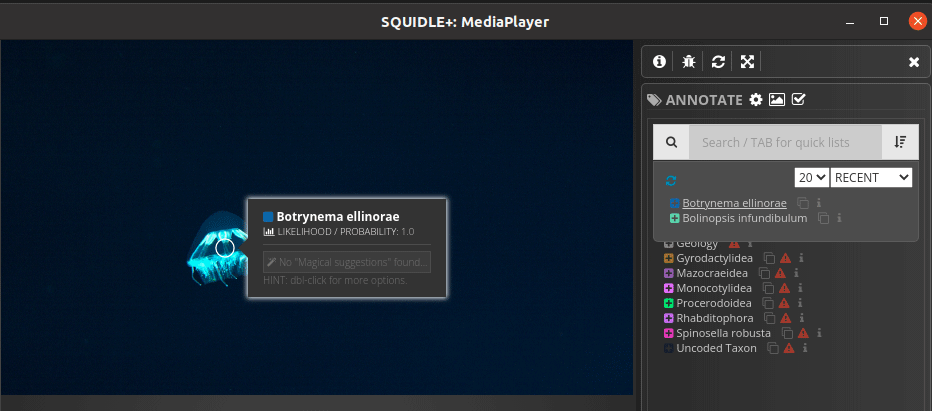 SQUIDLE+: MediaPlayer
ANNOTATE
Search / TAB for quick lists
20 RECENT
Botrynema ellinorae
Bolinopsis infundibulum
Geology
Gyrodactylidea
Mazocraeidea
Monocotylidea
Procerodoidea
Rhabditophora
Spinosella robusta
Uncoded Taxon
Botrynema ellinorae
LIKELIHOOD / PROBABILITY: 1.0
No "Magical suggestions" found...
HINT: dbl-click for more options.